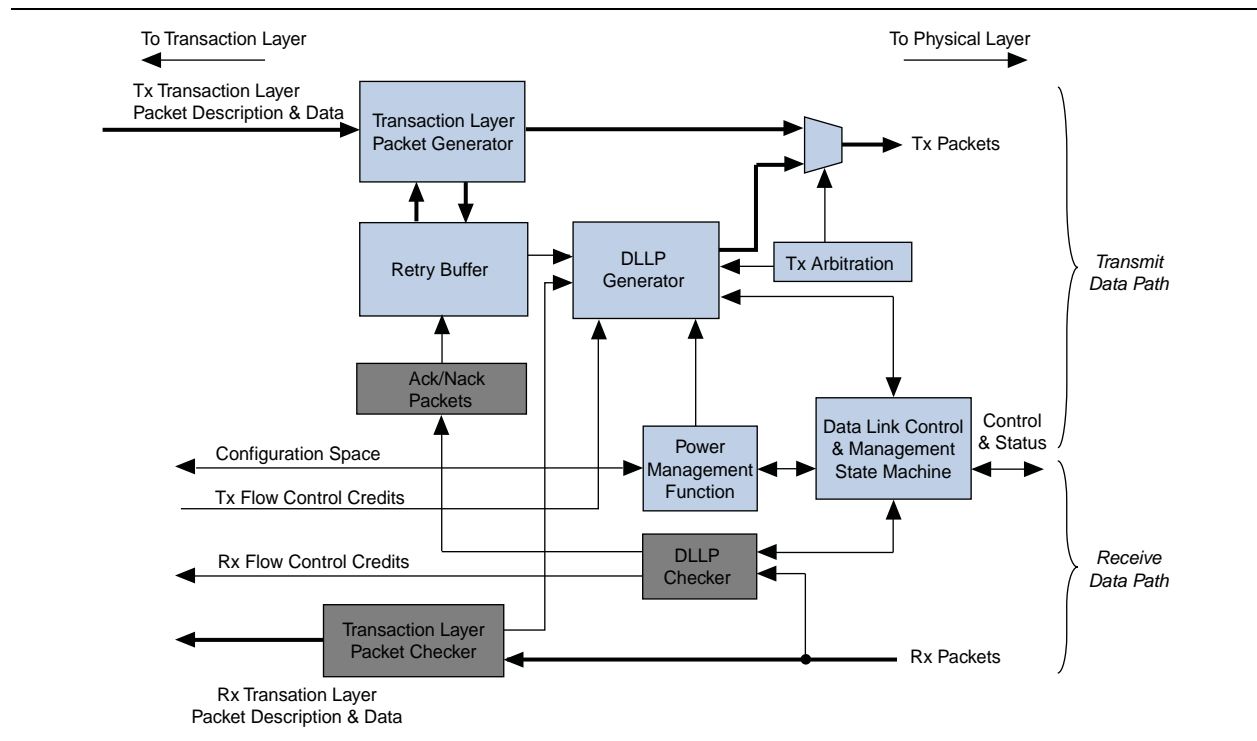 To Transaction Layer
To Physical Layer
Tx Transaction Layer
Packet Description & Data
Transaction Layer
Packet Generator
Tx Packets
Retry Buffer
DLLP
Generator
Tx Arbitration
Transmit
Data Path
Ack/Nack
Packets
Configuration Space
Power
Management
Function
Data Link Control
& Management
State Machine
Control
& Status
Tx Flow Control Credits
Rx Flow Control Credits
DLLP
Checker
Receive
Data Path
Transaction Layer
Packet Checker
Rx Packets
Rx Transation Layer
Packet Description & Data